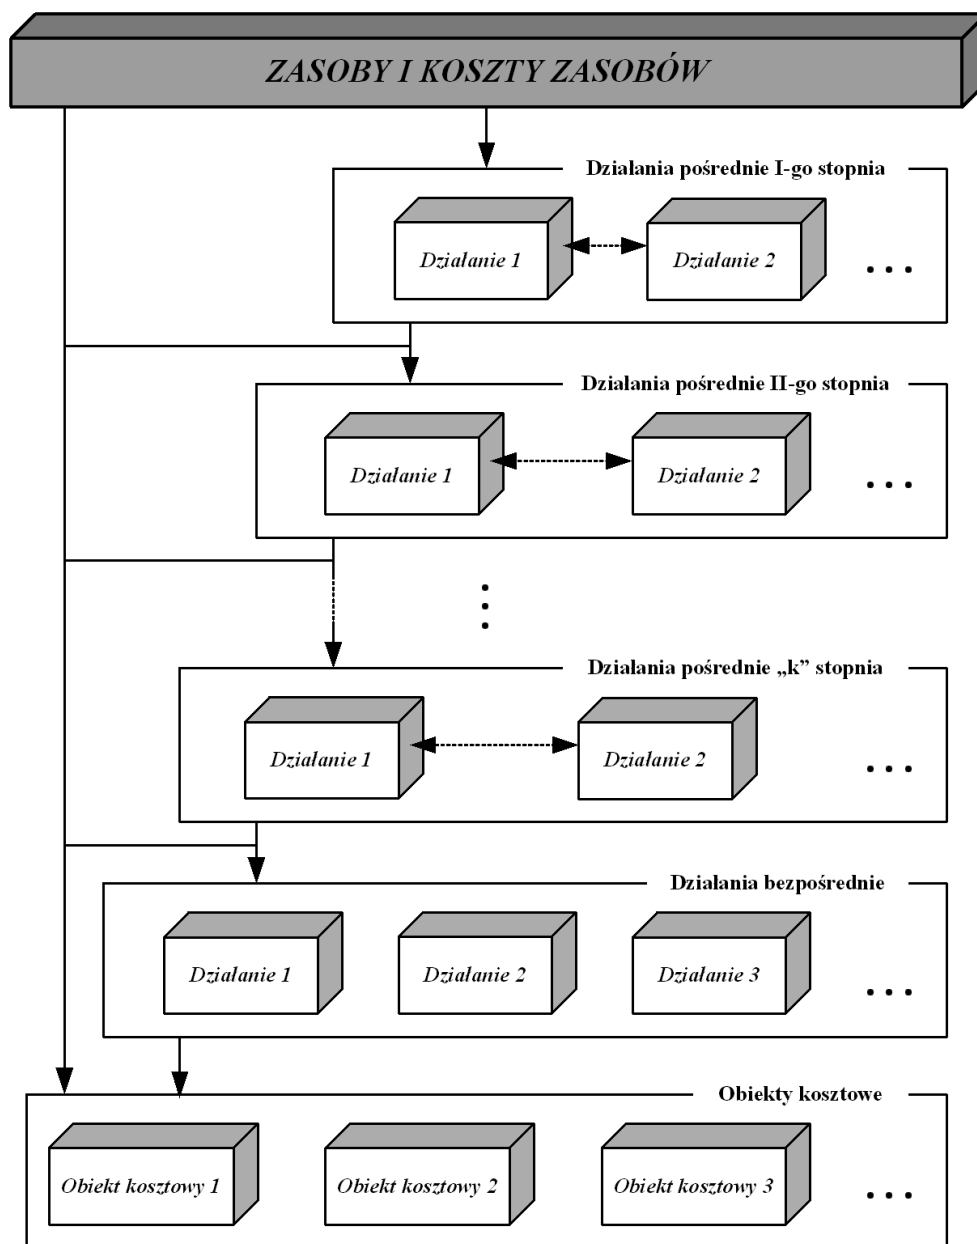 ZASOBY I KOSZTY ZASOBÓW
Działania pośrednie I-go stopnia
Działanie 1
Działanie 2
...
Działania pośrednie II-go stopnia
Działanie 1
Działanie 2
...
Działania pośrednie „k” stopnia
Działanie 1
Działanie 2
...
Działania bezpośrednie
Działanie 1
Działanie 2
Działanie 3
...
Obiekty kosztowe
Obiekt kosztowy 1
Obiekt kosztowy 2
Obiekt kosztowy 3
...